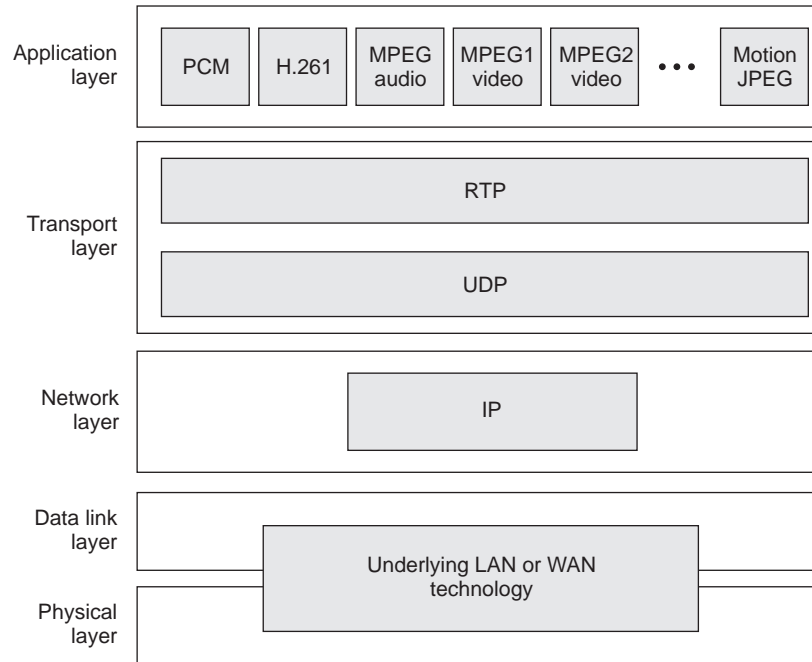 Application
layer
PCM
H.261
MPEG
audio
MPEG1
video
MPEG2
video
•••
Motion
JPEG
Transport
layer
RTP
UDP
Network
layer
IP
Data link
layer
Underlying LAN or WAN
technology
Physical
layer